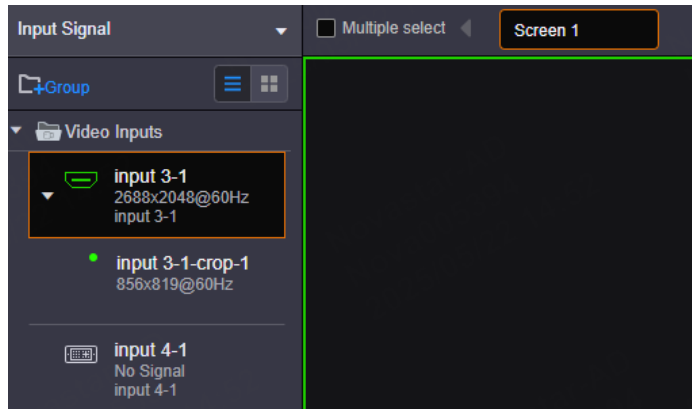 Input Signal
Multiple select
Screen 1
Group
Video Inputs
input 3-1
2688x2048@60Hz
input 3-1
input 3-1-crop-1
856x819@60Hz
input 4-1
No Signal
input 4-1